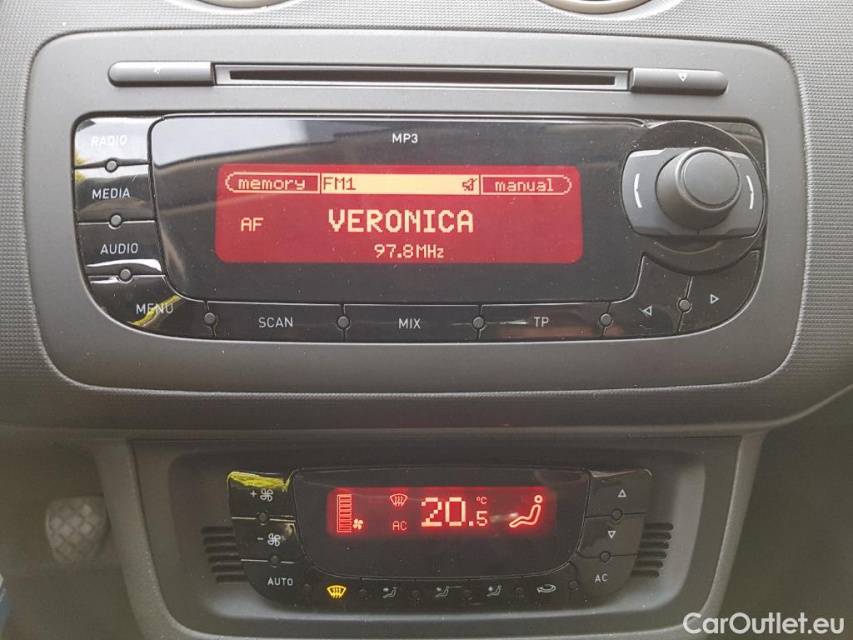 MP3
RADIO
MEDIA
AUDIO
MENU
memory FM1 manual
AF VERONICA
97.8MHz
SCAN MIX TP
AC 20.5 °C
+
-
AUTO
AC
CarOutlet.eu